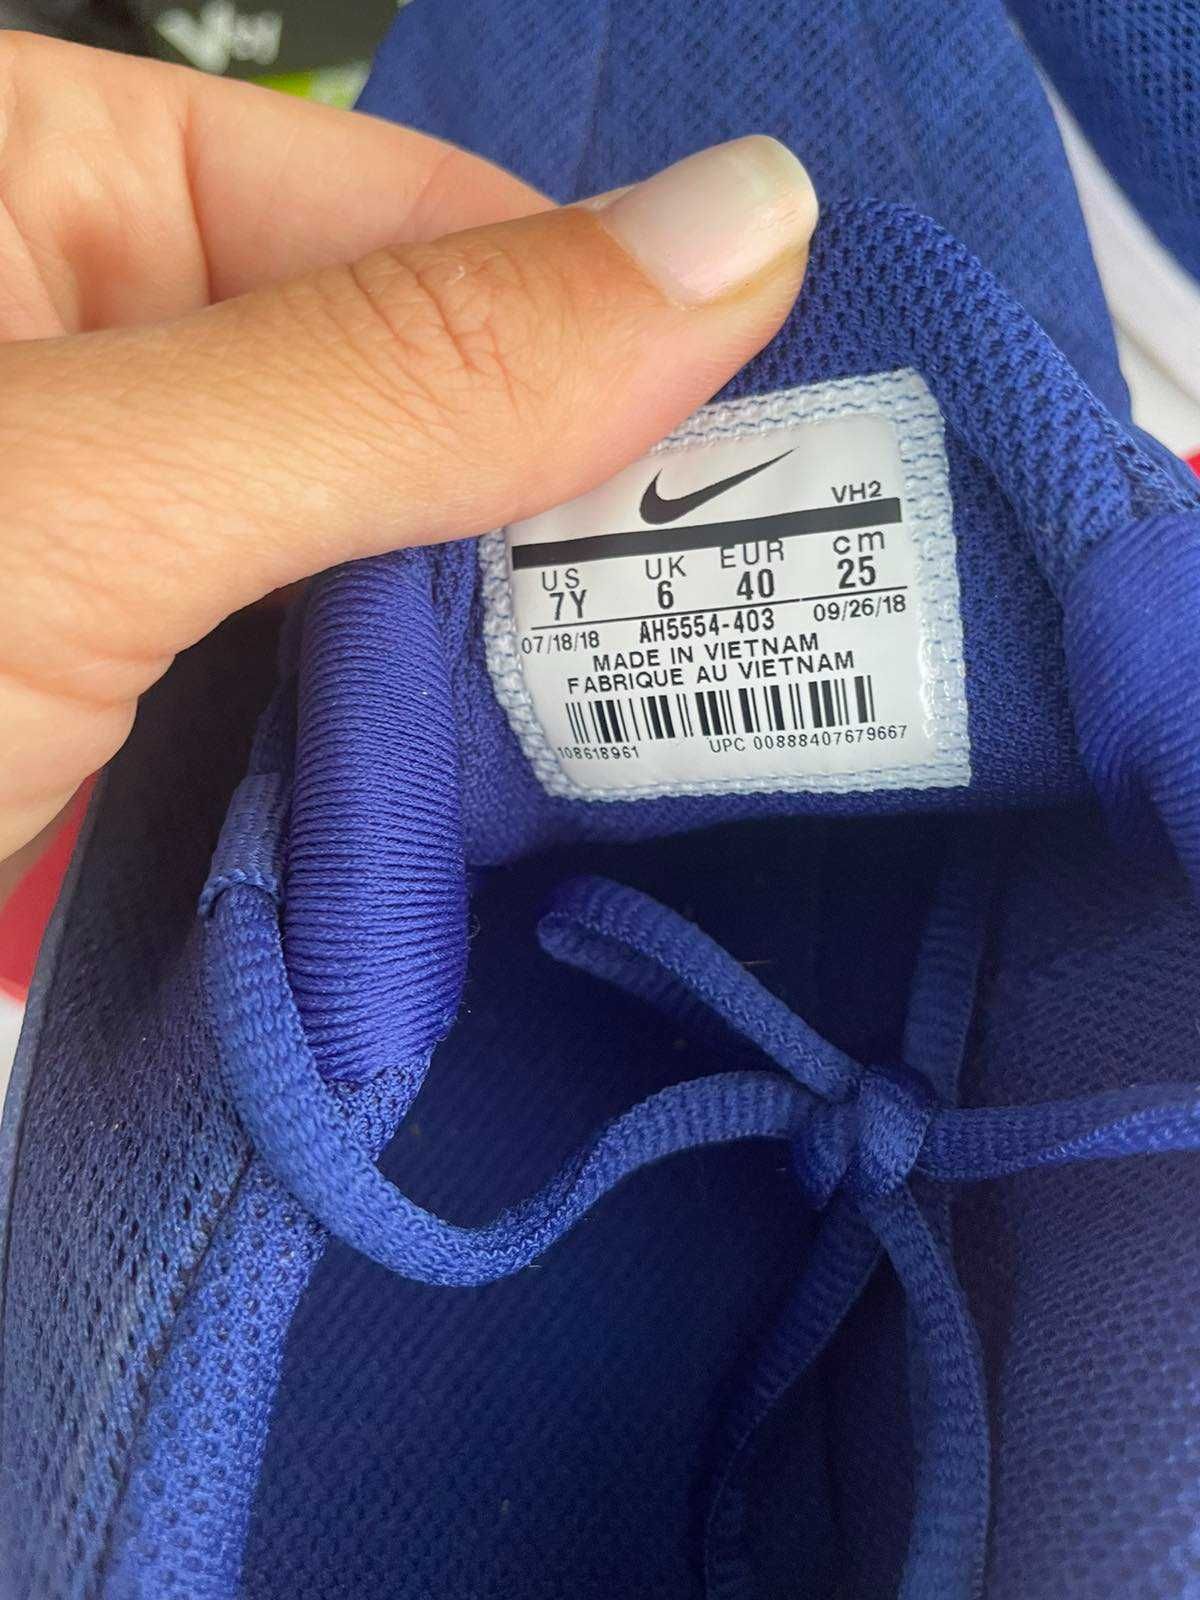 VH2
US UK EUR cm
7Y 6 40 25
07/18/18 AH5554-403 09/26/18
MADE IN VIETNAM
FABRIQUE AU VIETNAM
108618961 UPC 00888407679667